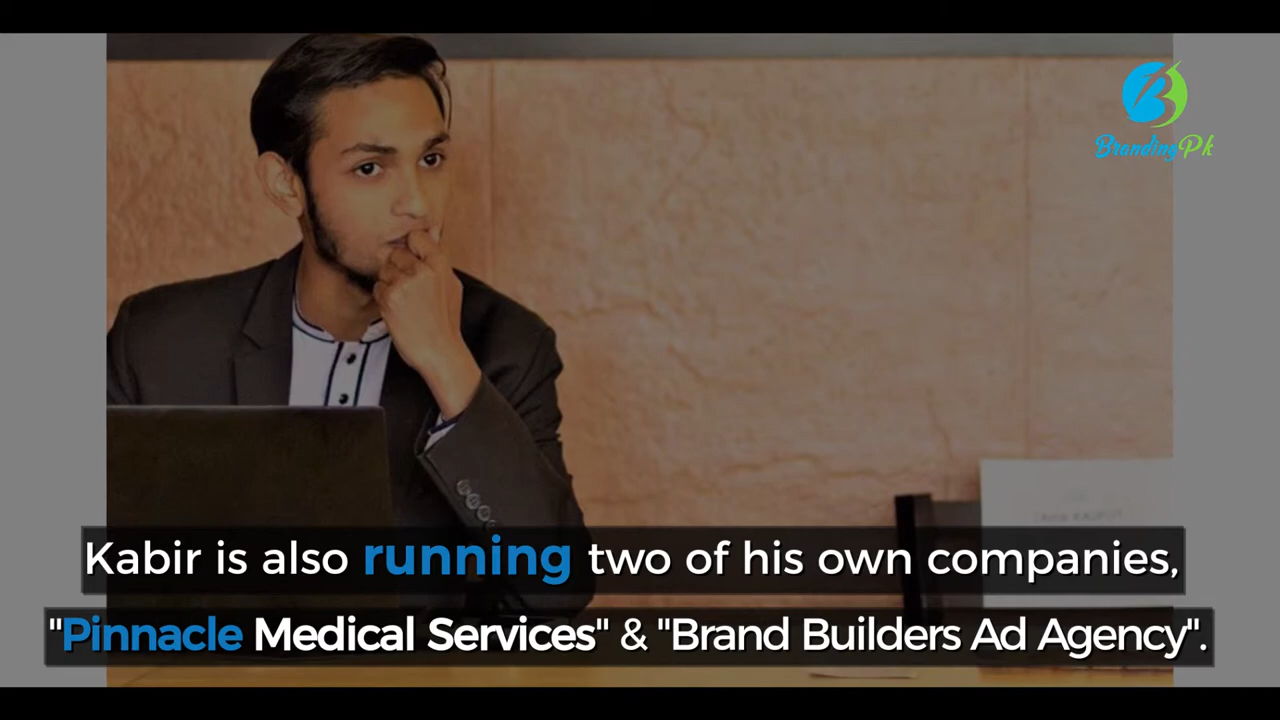 BrandingPk
Kabir is also running two of his own companies,
"Pinnacle Medical Services" & "Brand Builders Ad Agency".